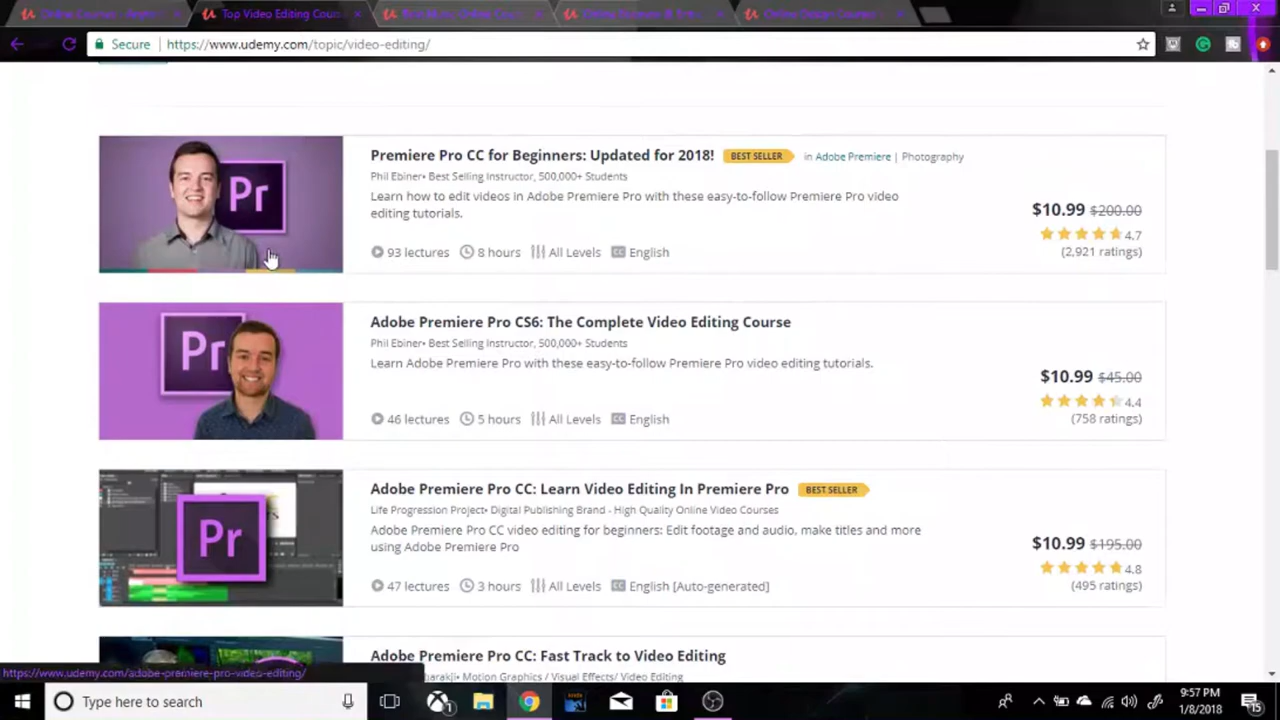 Top Video Editing Cour
Secure https://www.udemy.com/topic/video-editing/
Pr
Premiere Pro CC for Beginners: Updated for 2018! BEST SELLER in Adobe Premiere | Photography
Phil Ebiner• Best Selling Instructor, 500,000+ Students
Learn how to edit videos in Adobe Premiere Pro with these easy-to-follow Premiere Pro video
editing tutorials.
$10.99 $200.00
4.7
(2,921 ratings)
93 lectures 8 hours All Levels CC English
Pr
Adobe Premiere Pro CS6: The Complete Video Editing Course
Phil Ebiner• Best Selling Instructor, 500,000+ Students
Learn Adobe Premiere Pro with these easy-to-follow Premiere Pro video editing tutorials.
$10.99 $45.00
4.4
(758 ratings)
46 lectures 5 hours All Levels CC English
Pr
Adobe Premiere Pro CC: Learn Video Editing In Premiere Pro BEST SELLER
Life Progression Project• Digital Publishing Brand - High Quality Online Video Courses
Adobe Premiere Pro CC video editing for beginners: Edit footage and audio, make titles and more
using Adobe Premiere Pro
$10.99 $195.00
4.8
(495 ratings)
47 lectures 3 hours All Levels CC English [Auto-generated]
Adobe Premiere Pro CC: Fast Track to Video Editing
Motion Graphics / Visual Effects/ Video Editing
https://www.udemy.com/adobe-premiere-pro-video-editing/
Type here to search
9:57 PM
1/8/2018
15